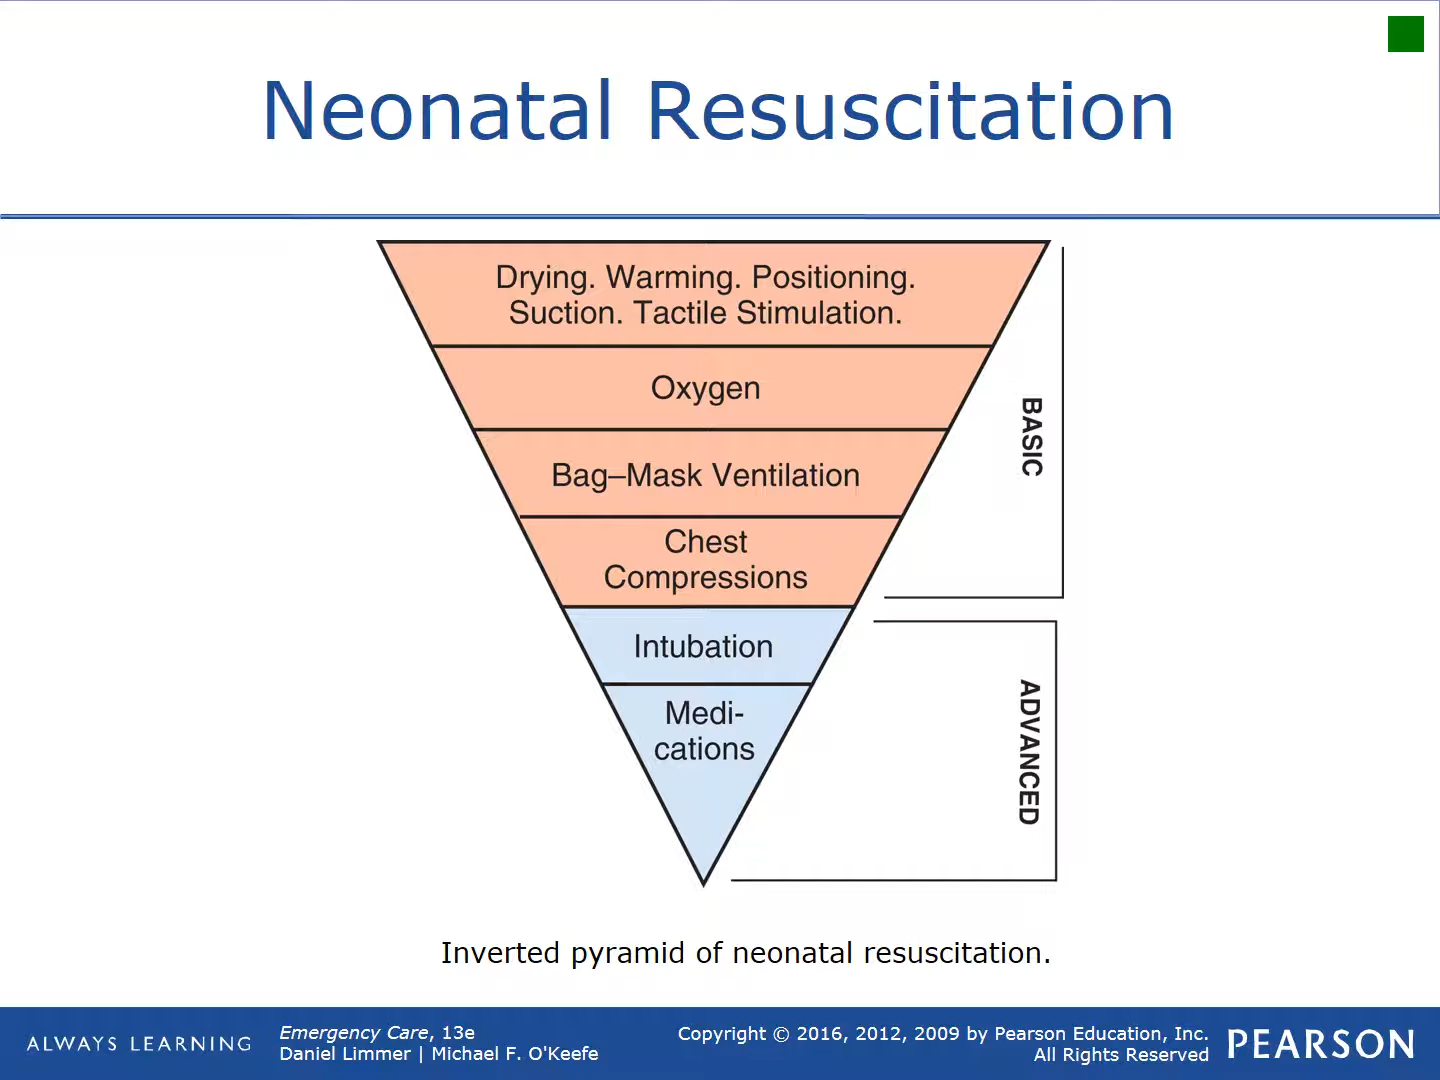 Neonatal Resuscitation
Drying. Warming. Positioning.
Suction. Tactile Stimulation.
Oxygen
Bag–Mask Ventilation
Chest
Compressions
Intubation
Medi-
cations
BASIC
ADVANCED
Inverted pyramid of neonatal resuscitation.
ALWAYS LEARNING
Emergency Care, 13e
Daniel Limmer | Michael F. O'Keefe
Copyright © 2016, 2012, 2009 by Pearson Education, Inc.
All Rights Reserved
PEARSON